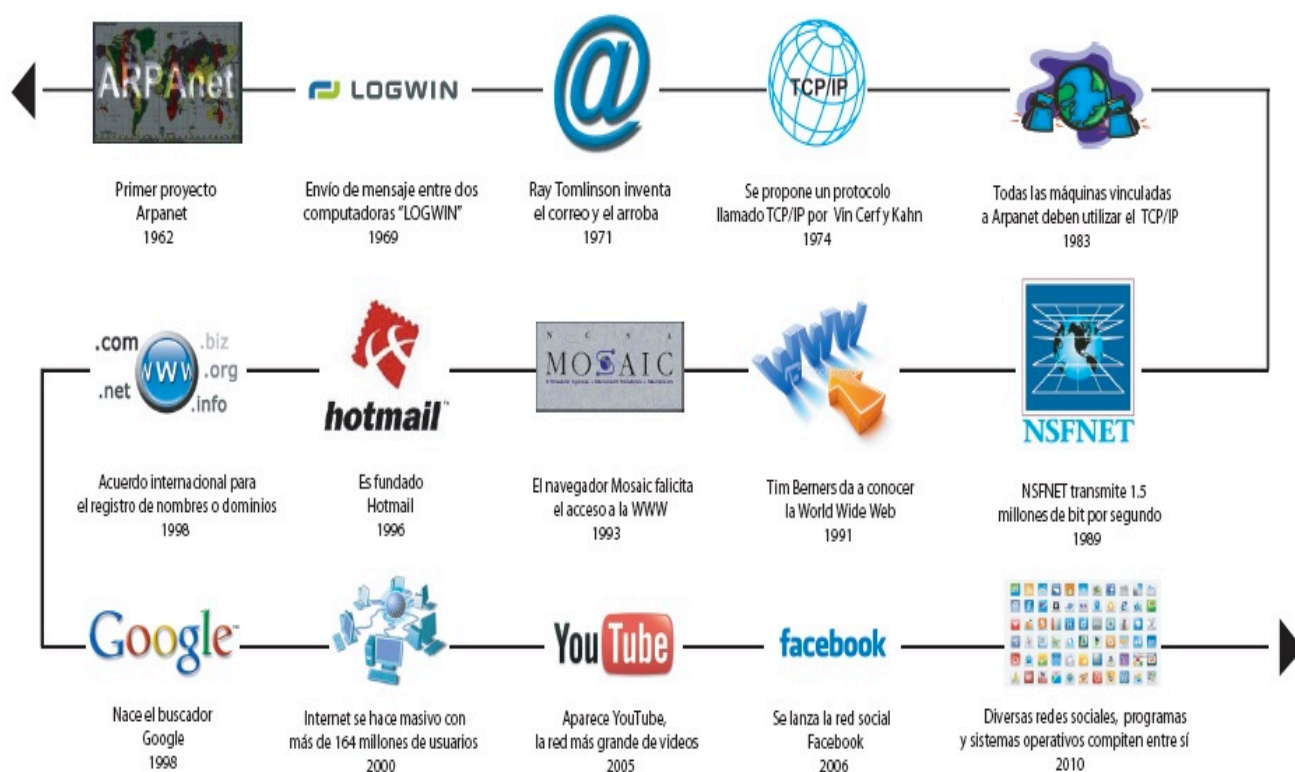 ARPAnet
LOGWIN
@
TCP/IP
Primer proyecto
Arpanet
1962
Envío de mensaje entre dos
computadoras “LOGWIN”
1969
Ray Tomlinson inventa
el correo y el arroba
1971
Se propone un protocolo
llamado TCP/IP por Vin Cerf y Kahn
1974
Todas las máquinas vinculadas
a Arpanet deben utilizar el TCP/IP
1983
NSFNET
WWW
NCSA
MOSAIC
hotmail
.com
.net
www
.biz
.org
.info
NSFNET transmite 1.5
millones de bit por segundo
1989
Tim Berners da a conocer
la World Wide Web
1991
El navegador Mosaic falicita
el acceso a la WWW
1993
Es fundado
Hotmail
1996
Acuerdo internacional para
el registro de nombres o dominios
1998
Google
YouTube
facebook
Nace el buscador
Google
1998
Internet se hace masivo con
más de 164 millones de usuarios
2000
Aparece YouTube,
la red más grande de videos
2005
Se lanza la red social
Facebook
2006
Diversas redes sociales, programas
y sistemas operativos compiten entre sí
2010